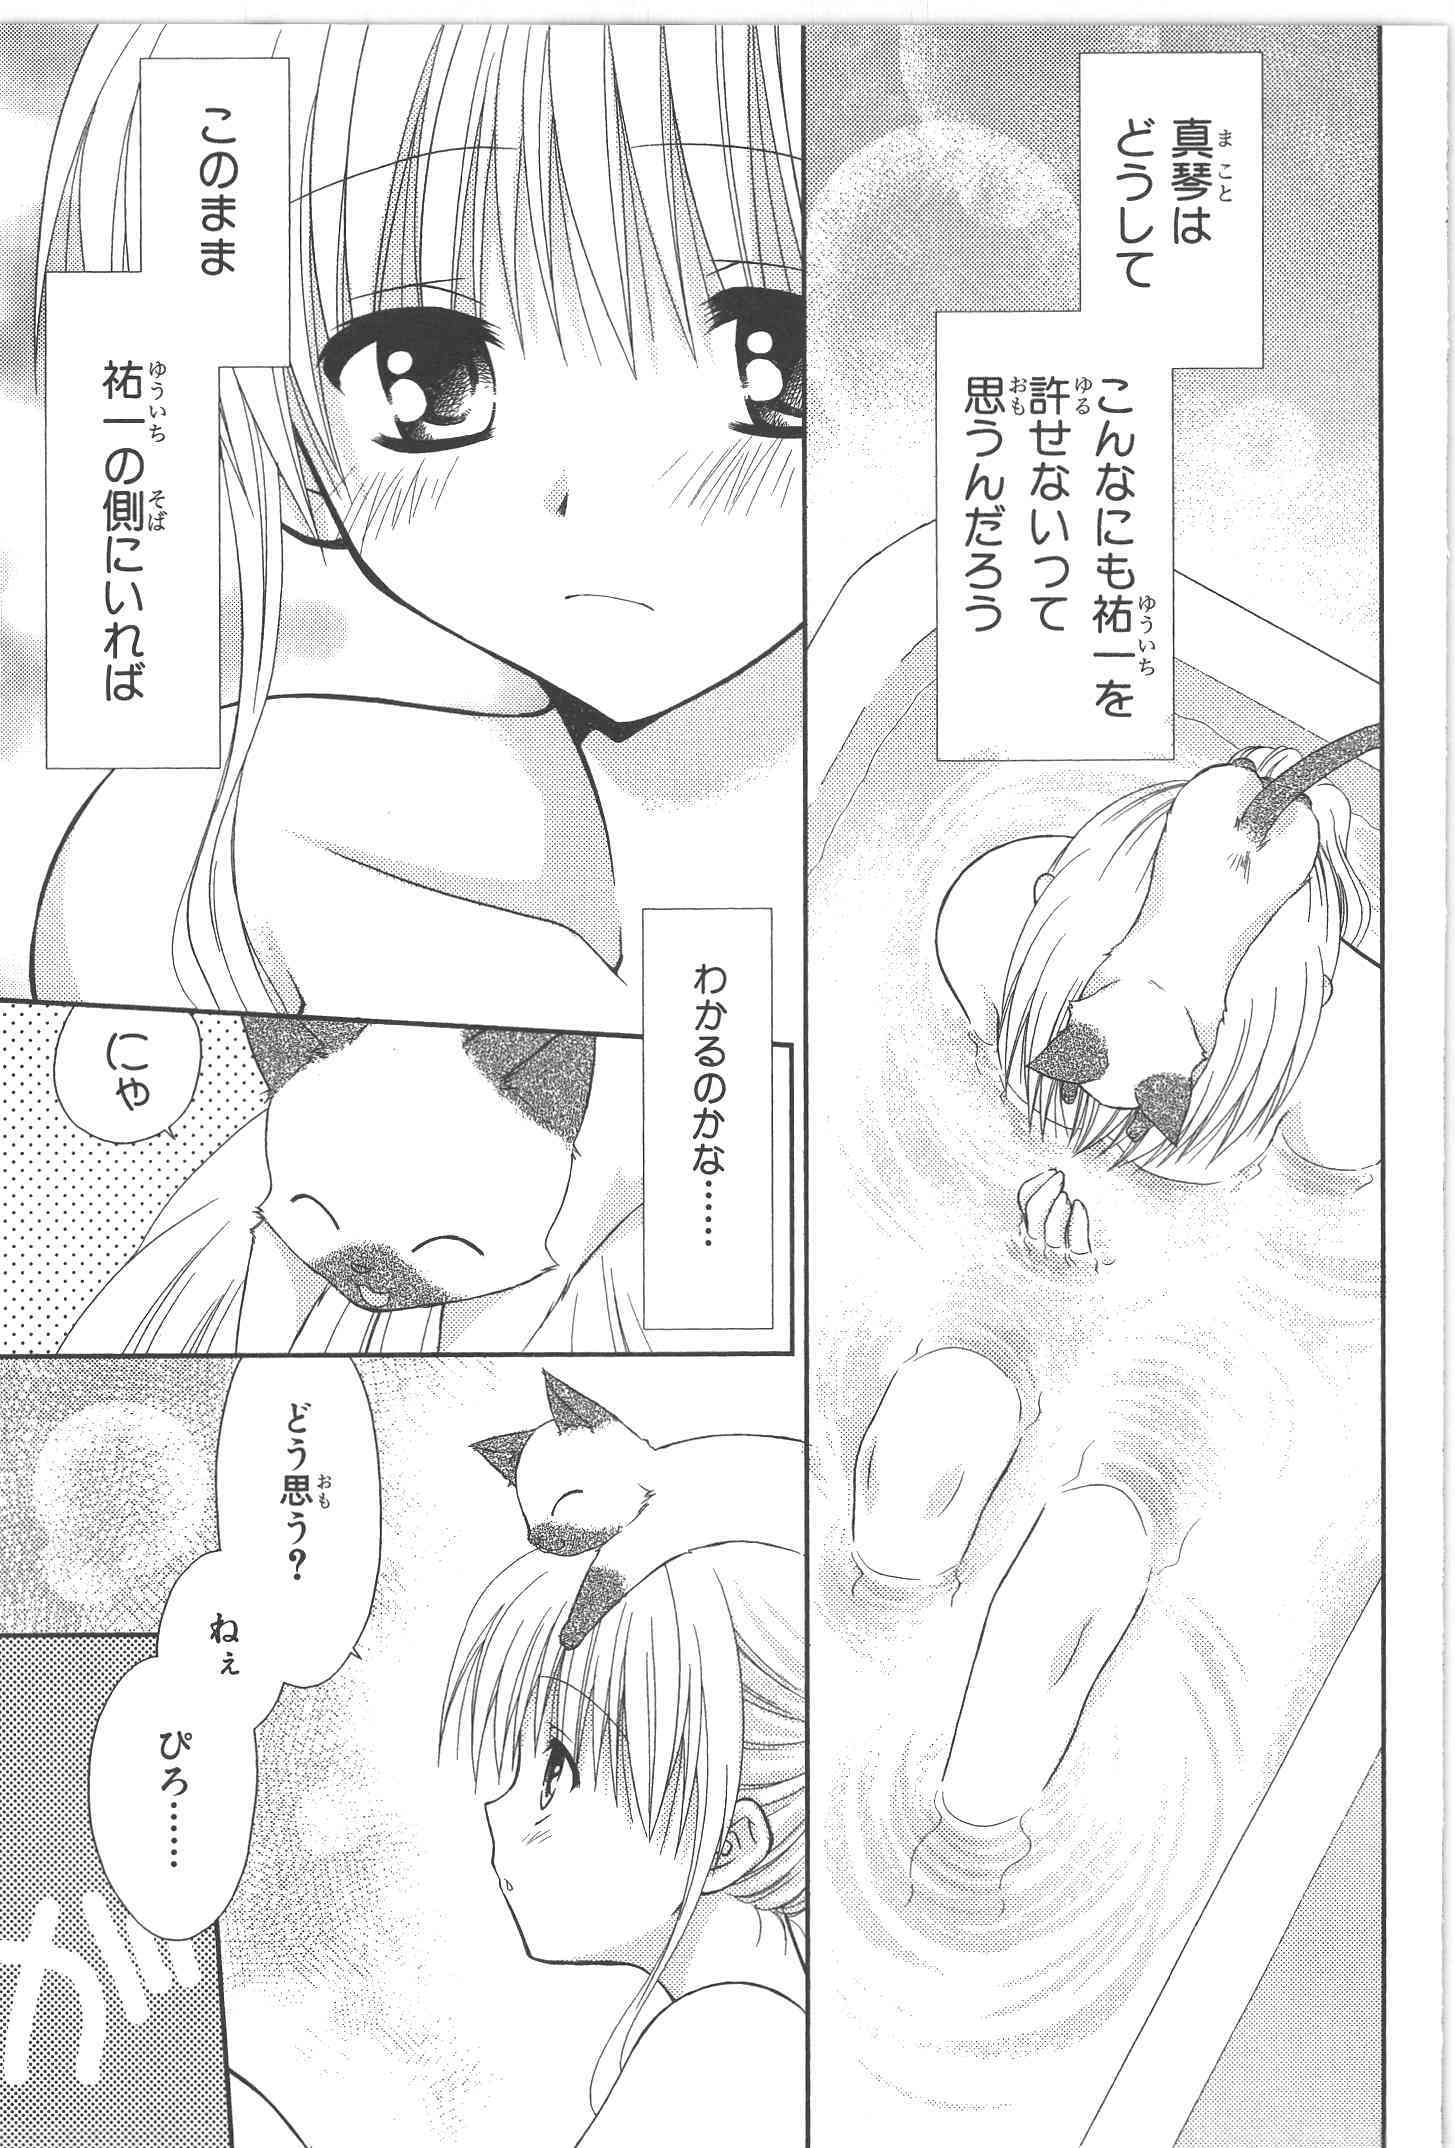 真琴は
どうして
こんなにも祐一を
許せないって
思うんだろう
このまま
祐一の側にいれば
わかるのかな……
にゃ
どう思う？
ねぇ
ぴろ……